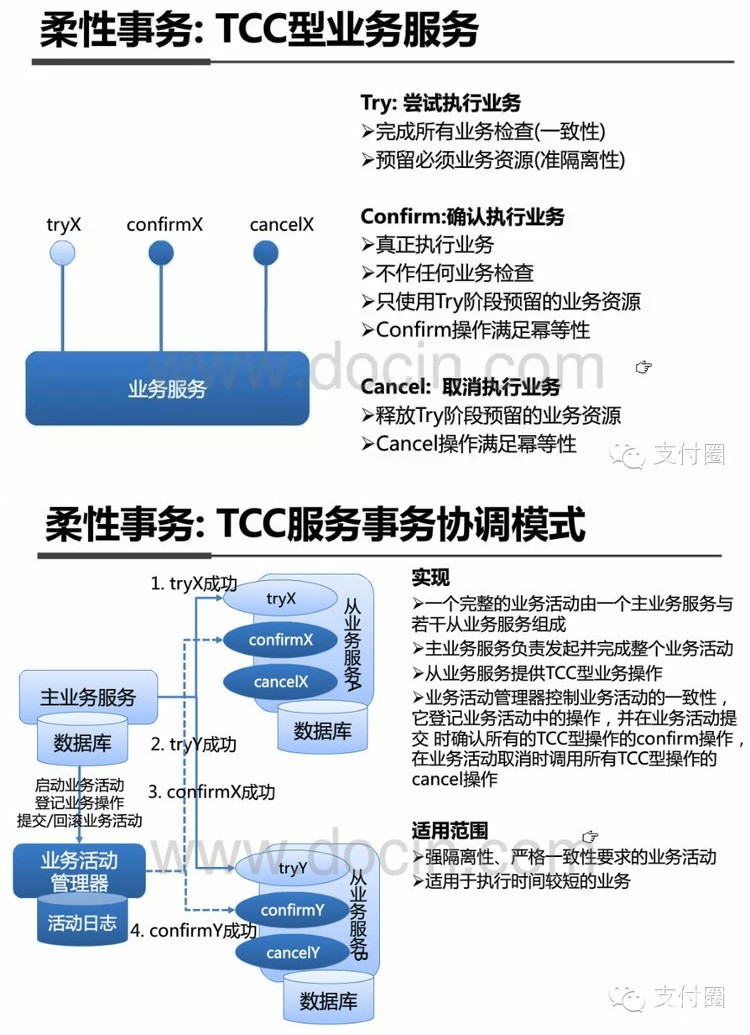 柔性事务: TCC型业务服务
Try: 尝试执行业务
➢完成所有业务检查(一致性)
➢预留必须业务资源(准隔离性)
tryX confirmX cancelX
业务服务
Confirm:确认执行业务
➢真正执行业务
➢不作任何业务检查
➢只使用Try阶段预留的业务资源
➢Confirm操作满足幂等性
www.docin.com
Cancel: 取消执行业务
➢释放Try阶段预留的业务资源
➢Cancel操作满足幂等性
支付圈
柔性事务: TCC服务事务协调模式
1. tryX成功
tryX
confirmX
cancelX
从业务服务A
数据库
主业务服务
数据库
2. tryY成功
3. confirmX成功
启动业务活动
登记业务操作
提交/回滚业务活动
业务活动
管理器
活动日志
4. confirmY成功
tryY
confirmY
cancelY
从业务服务B
数据库
实现
➢一个完整的业务活动由一个主业务服务与
若干从业务服务组成
➢主业务服务负责发起并完成整个业务活动
➢从业务服务提供TCC型业务操作
➢业务活动管理器控制业务活动的一致性，
它登记业务活动中的操作，并在业务活动提
交 时确认所有的TCC型操作的confirm操作，
在业务活动取消时调用所有TCC型操作的
cancel操作
适用范围
www.docin.com
➢强隔离性、严格一致性要求的业务活动
➢适用于执行时间较短的业务
支付圈